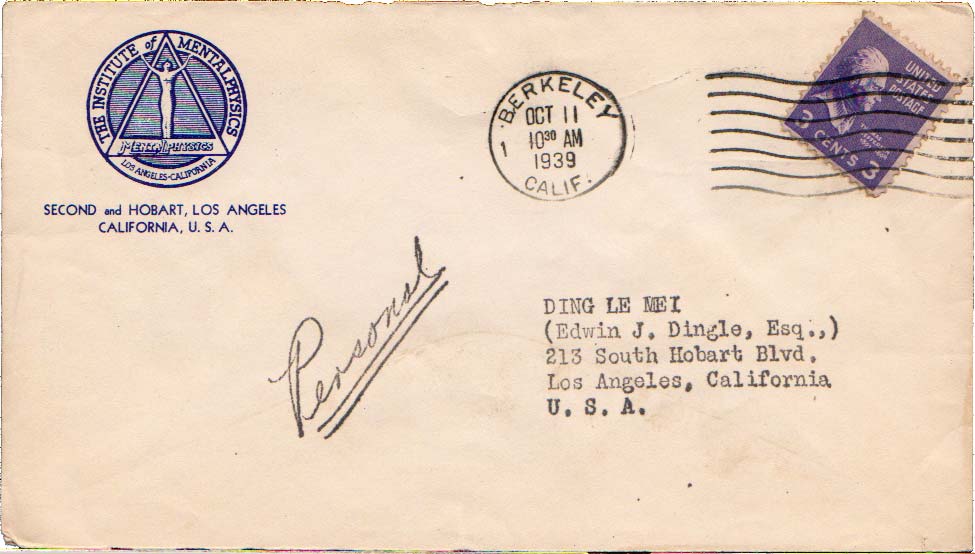 THE INSTITUTE of MENTALPHYSICS
MENTALPHYSICS
LOS ANGELES-CALIFORNIA
SECOND and HOBART, LOS ANGELES
CALIFORNIA, U. S. A.
BERKELEY
OCT 11
10³⁰ AM
1939
1
CALIF.
UNITED
STATES
POSTAGE
3 CENTS 3
Personal
DING LE MEI
(Edwin J. Dingle, Esq.,)
213 South Hobart Blvd.
Los Angeles, California
U. S. A.